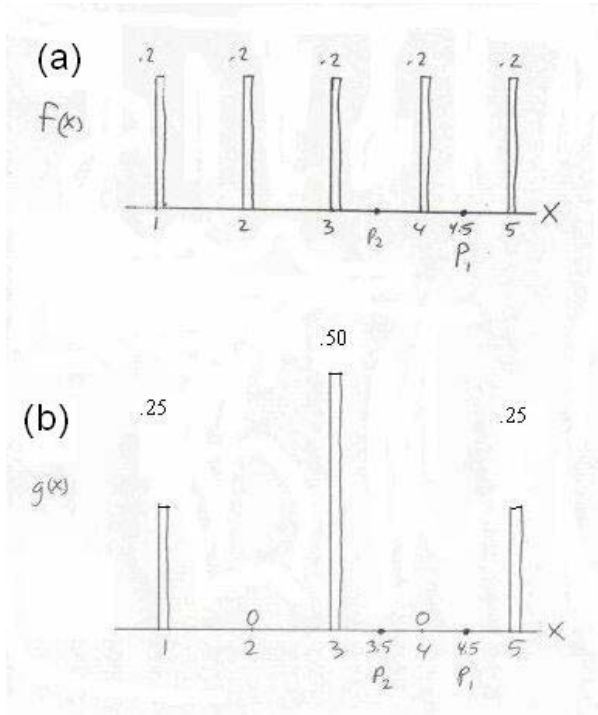 (a)
.2 .2 .2 .2 .2
f(x)
1 2 3 P2 4 4.5 5 X
P1
.50
.25 .25
(b)
g(x)
0 0
1 2 3 3.5 4 4.5 5 X
P2 P1